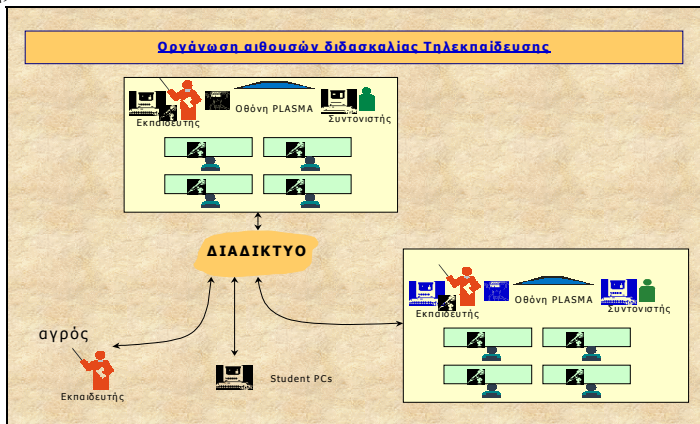 Οργάνωση αιθουσών διδασκαλίας Τηλεκπαίδευσης
Οθόνη PLASMA
Εκπαιδευτής
Συντονιστής
ΔΙΑΔΙΚΤΥΟ
Οθόνη PLASMA
Εκπαιδευτής
Συντονιστής
αγρός
Student PCs
Εκπαιδευτής